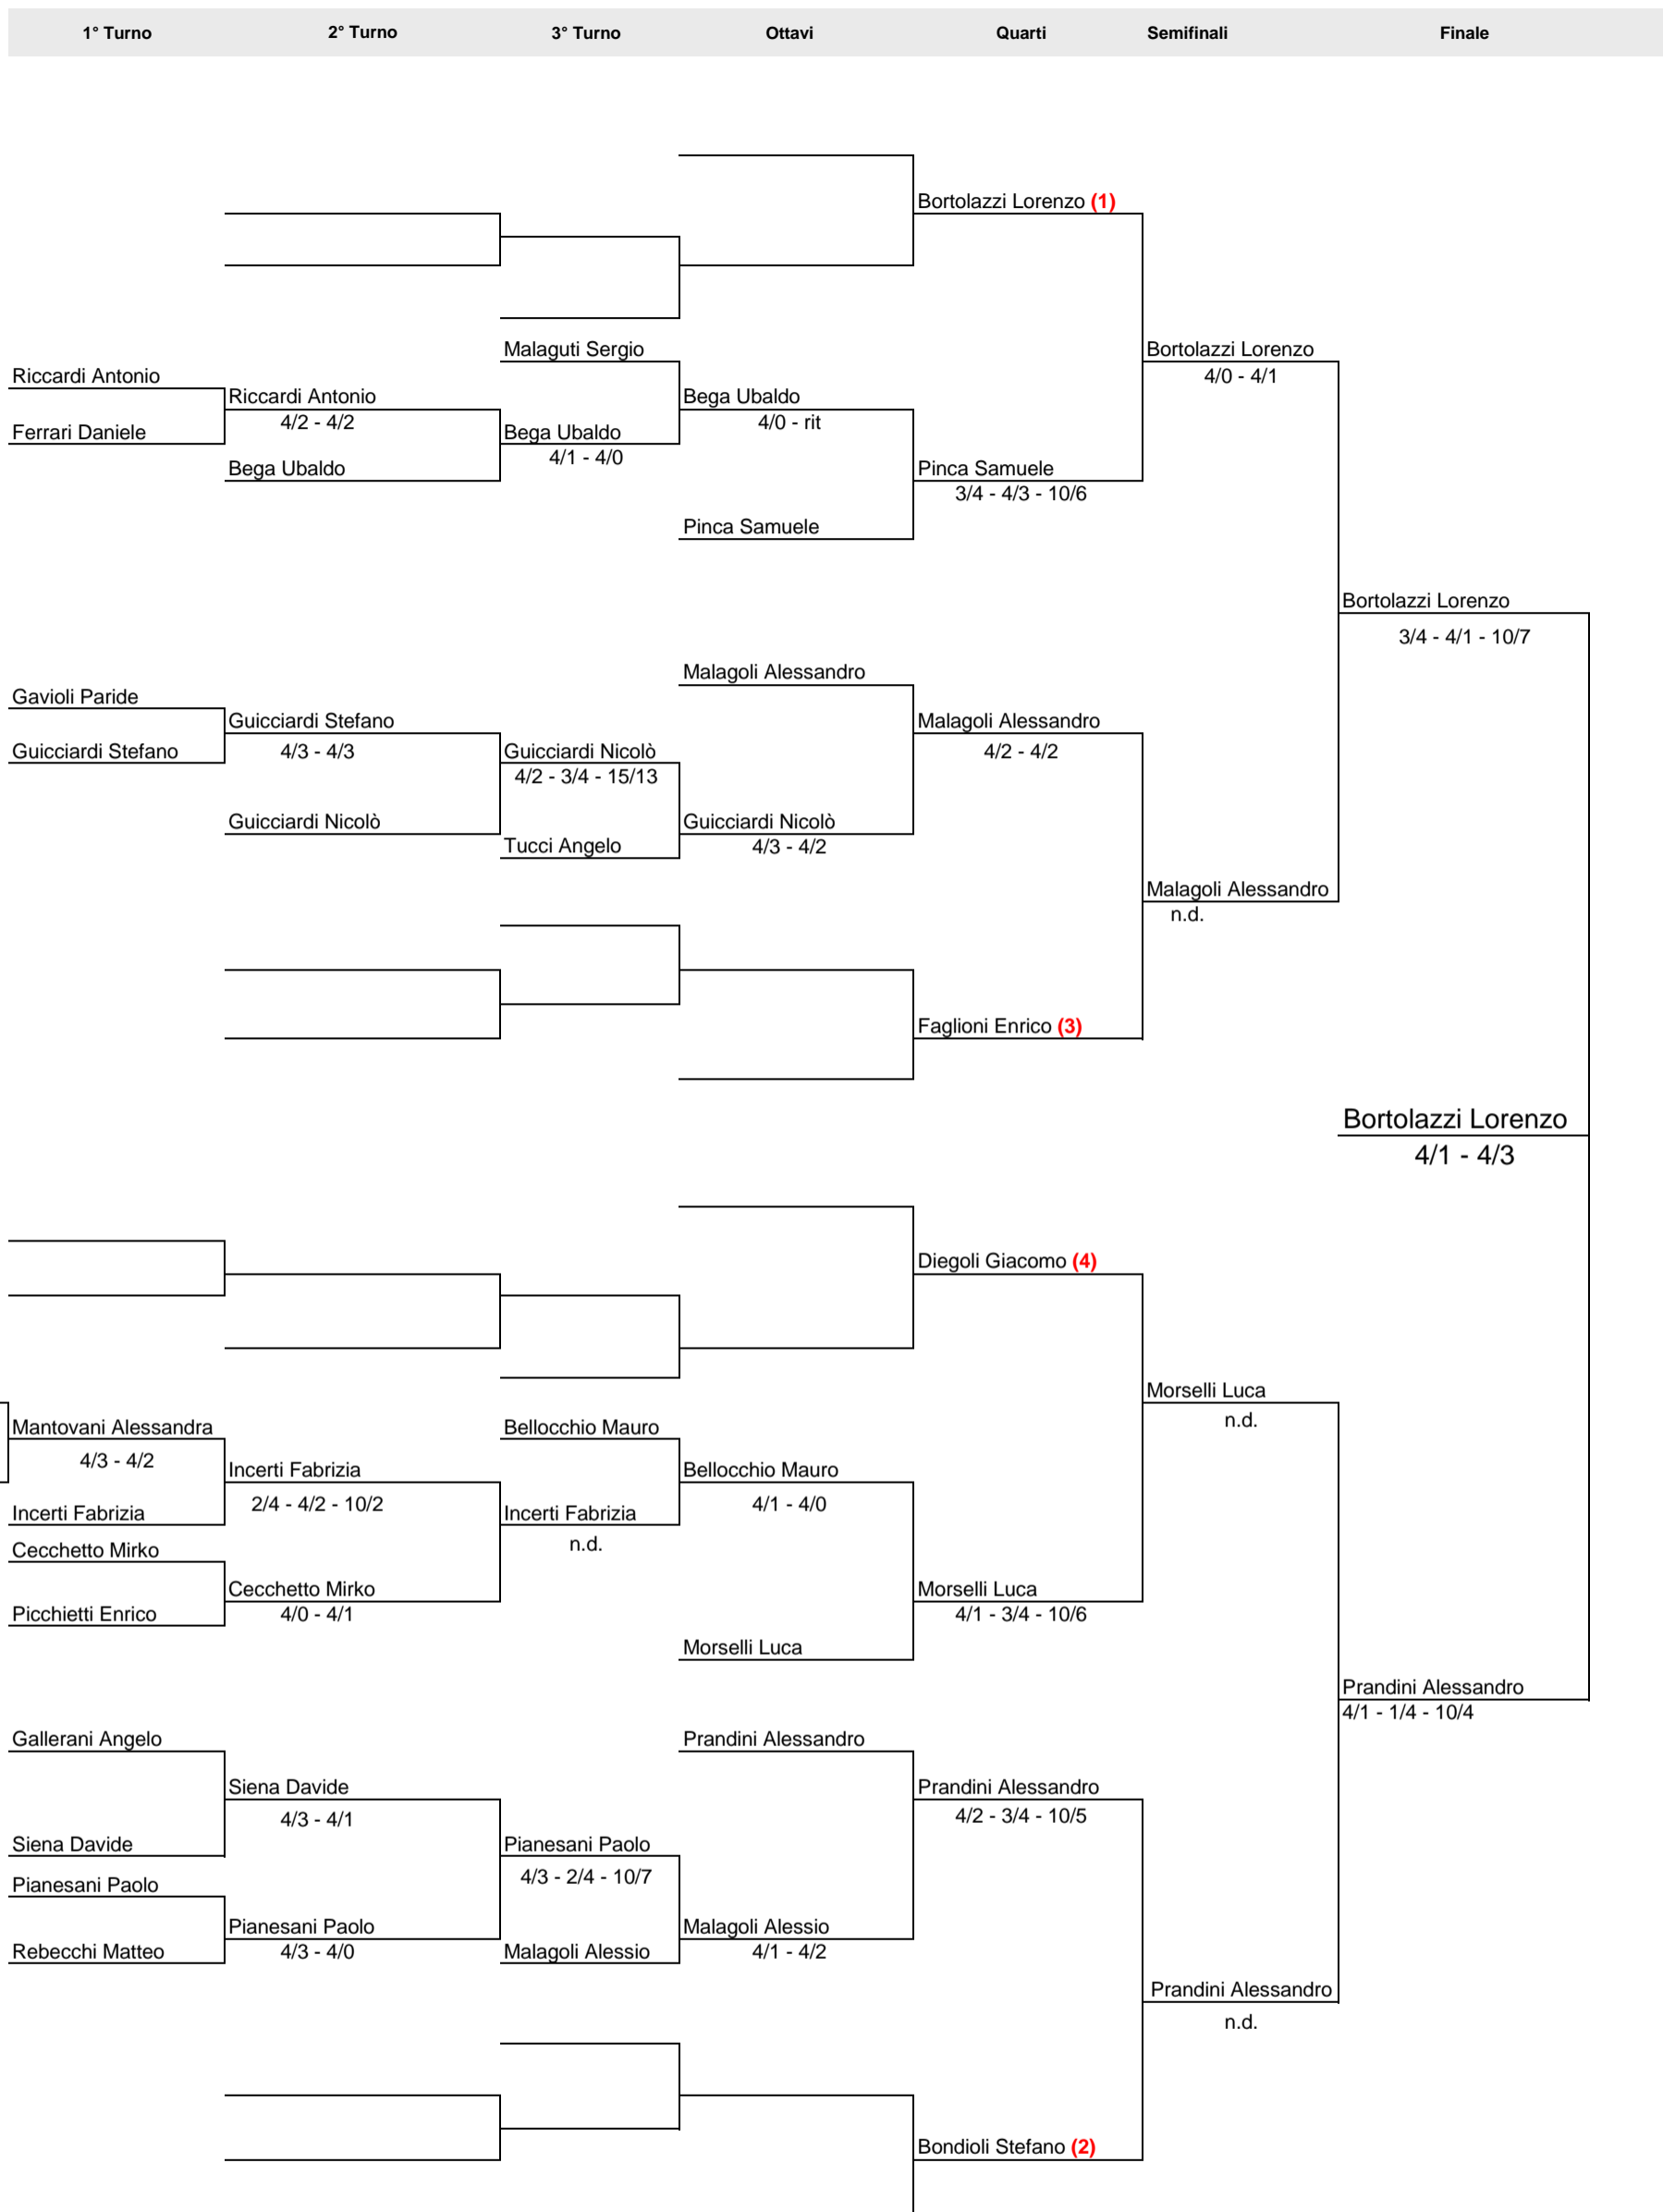 1° Turno 2° Turno 3° Turno Ottavi Quarti Semifinali Finale
Bortolazzi Lorenzo (1)
Malaguti Sergio Bortolazzi Lorenzo
Riccardi Antonio 4/0 - 4/1
Riccardi Antonio Bega Ubaldo
4/2 - 4/2 4/0 - rit
Ferrari Daniele Bega Ubaldo
4/1 - 4/0
Bega Ubaldo Pinca Samuele
3/4 - 4/3 - 10/6
Pinca Samuele
Bortolazzi Lorenzo
3/4 - 4/1 - 10/7
Malagoli Alessandro
Gavioli Paride
Guicciardi Stefano Malagoli Alessandro
Guicciardi Stefano 4/3 - 4/3 Guicciardi Nicolò 4/2 - 4/2
4/2 - 3/4 - 15/13
Guicciardi Nicolò Guicciardi Nicolò
Tucci Angelo 4/3 - 4/2
Malagoli Alessandro
n.d.
Faglioni Enrico (3)
Bortolazzi Lorenzo
4/1 - 4/3
Diegoli Giacomo (4)
Morselli Luca
Mantovani Alessandra Bellocchio Mauro n.d.
4/3 - 4/2
Incerti Fabrizia Bellocchio Mauro
2/4 - 4/2 - 10/2 4/1 - 4/0
Incerti Fabrizia Incerti Fabrizia
Cecchetto Mirko n.d.
Cecchetto Mirko Morselli Luca
Picchietti Enrico 4/0 - 4/1 4/1 - 3/4 - 10/6
Morselli Luca
Prandini Alessandro
4/1 - 1/4 - 10/4
Gallerani Angelo Prandini Alessandro
Siena Davide Prandini Alessandro
4/3 - 4/1 4/2 - 3/4 - 10/5
Siena Davide Pianesani Paolo
Pianesani Paolo 4/3 - 2/4 - 10/7
Pianesani Paolo Malagoli Alessio
Rebecchi Matteo 4/3 - 4/0 Malagoli Alessio 4/1 - 4/2
Prandini Alessandro
n.d.
Bondioli Stefano (2)